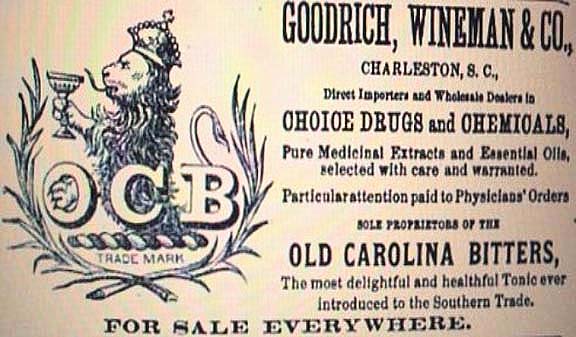 GOODRICH, WINEMAN & CO.,
CHARLESTON, S. C.,
Direct Importers and Wholesale Dealers in
CHOICE DRUGS and CHEMICALS,
Pure Medicinal Extracts and Essential Oils,
selected with care and warranted.
Particular attention paid to Physicians' Orders
SOLE PROPRIETORS OF THE
OLD CAROLINA BITTERS,
The most delightful and healthful Tonic ever
introduced to the Southern Trade.
OCB
TRADE MARK
FOR SALE EVERYWHERE.